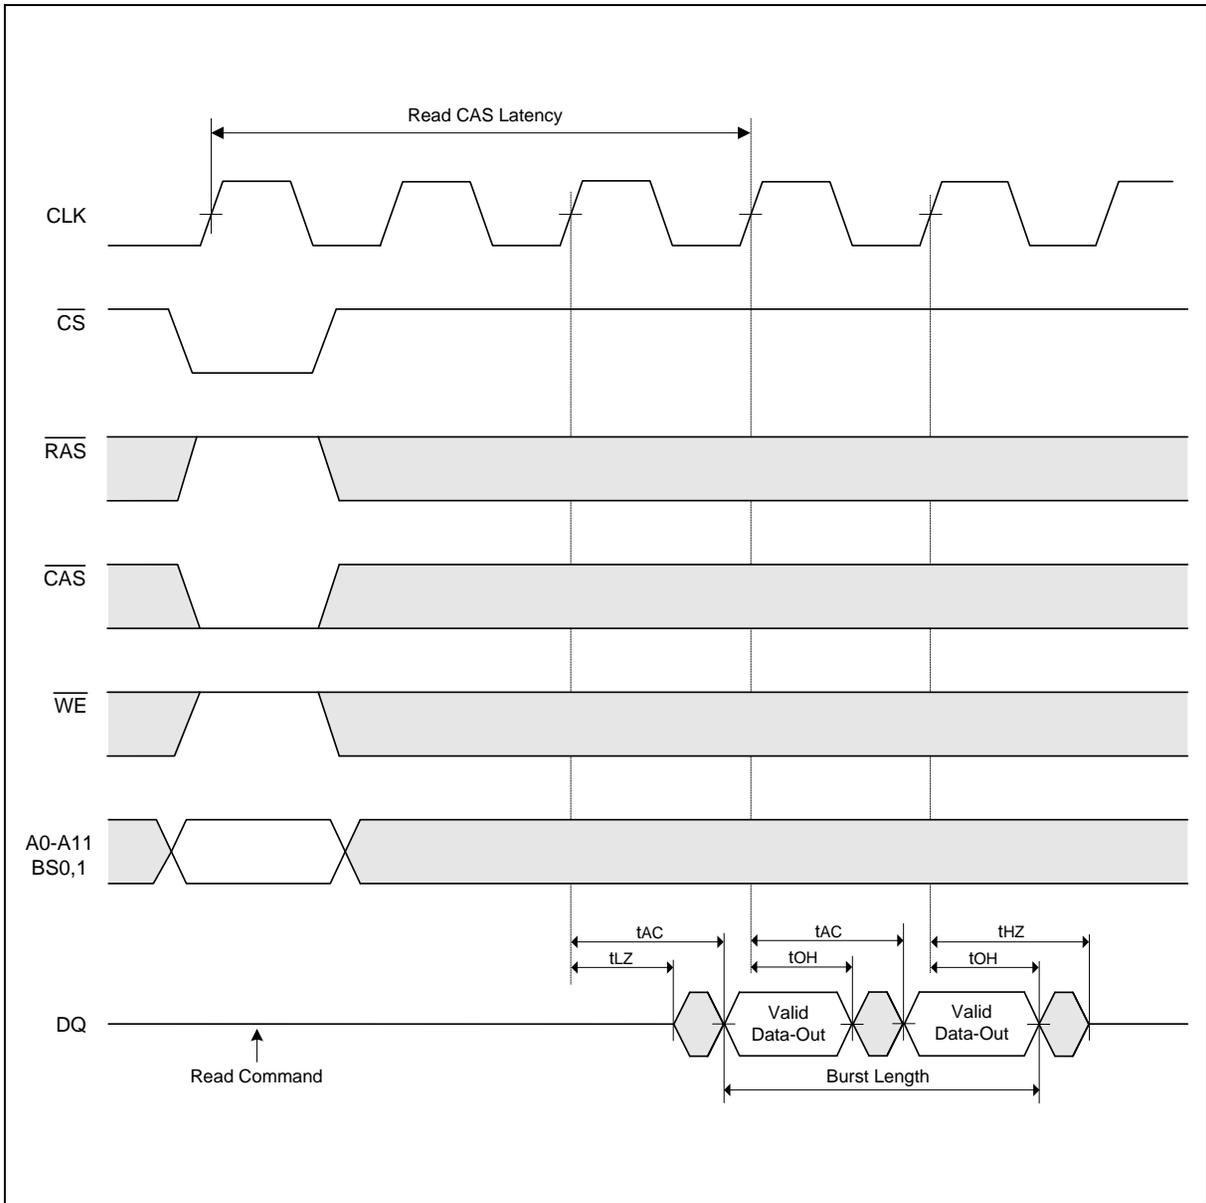 Read CAS Latency
CLK
CS
RAS
CAS
WE
A0-A11
BS0,1
tAC
tAC
tHZ
tLZ
tOH
tOH
DQ
Valid
Data-Out
Valid
Data-Out
Read Command
Burst Length